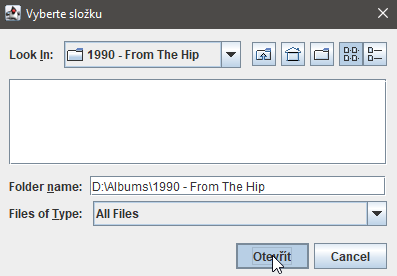 Vyberte složku
Look In: 1990 - From The Hip
Folder name: D:\Albums\1990 - From The Hip
Files of Type: All Files
Otevřít Cancel